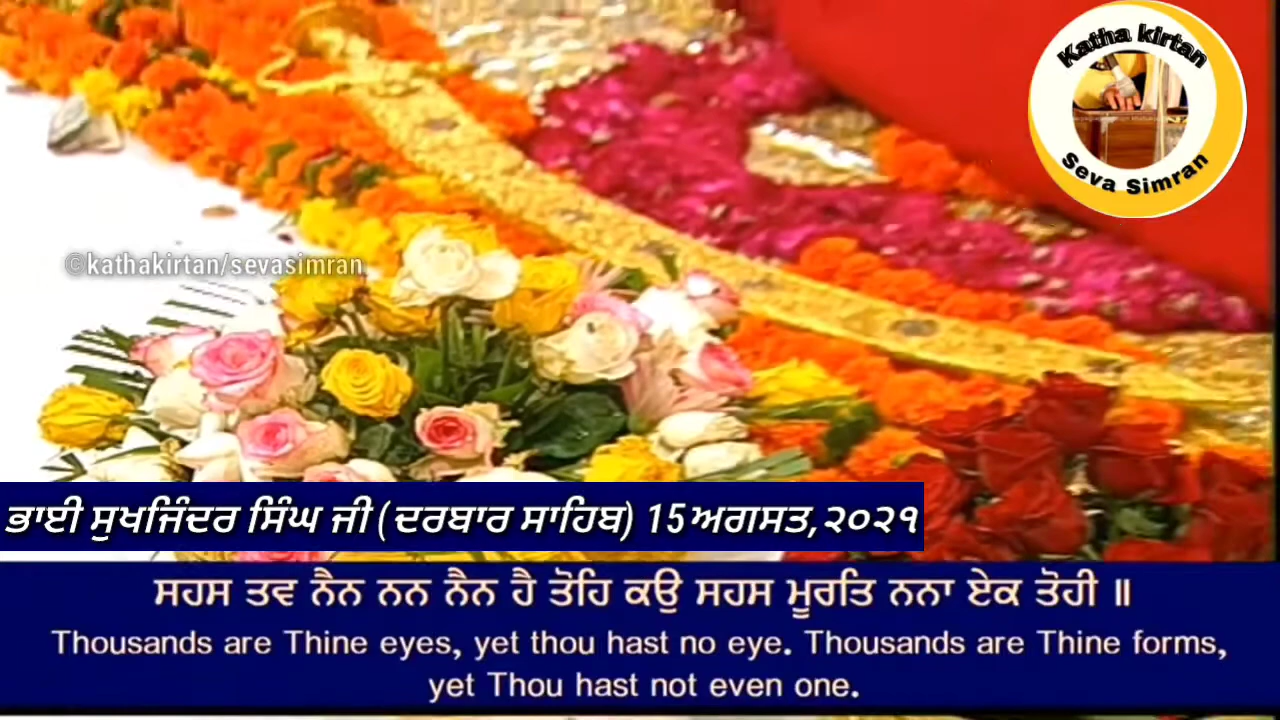 Katha kirtan
Seva Simran
©kathakirtan/sevasimran
ਭਾਈ ਸੁਖਜਿੰਦਰ ਸਿੰਘ ਜੀ (ਦਰਬਾਰ ਸਾਹਿਬ) 15ਅਗਸਤ,੨੦੨੧
ਸਹਸ ਤਵ ਨੈਨ ਨਨ ਨੈਨ ਹੈ ਤੋਹਿ ਕਉ ਸਹਸ ਮੂਰਤਿ ਨਨਾ ਏਕ ਤੋਹੀ ॥
Thousands are Thine eyes, yet thou hast no eye. Thousands are Thine forms,
yet Thou hast not even one.